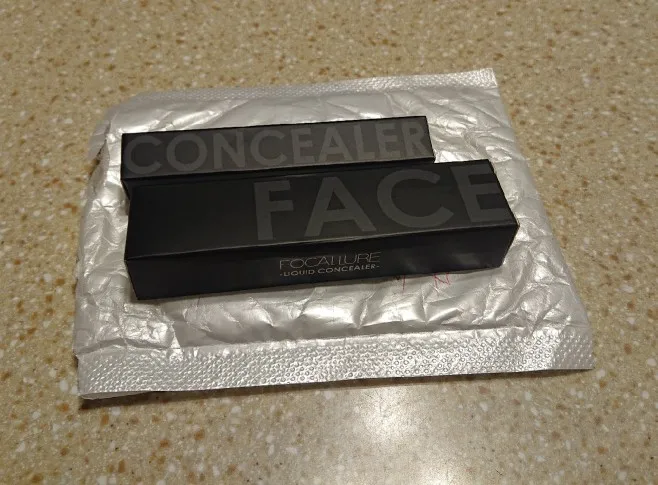 CONCEALER
FACE
FOCALLURE
-LIQUID CONCEALER-